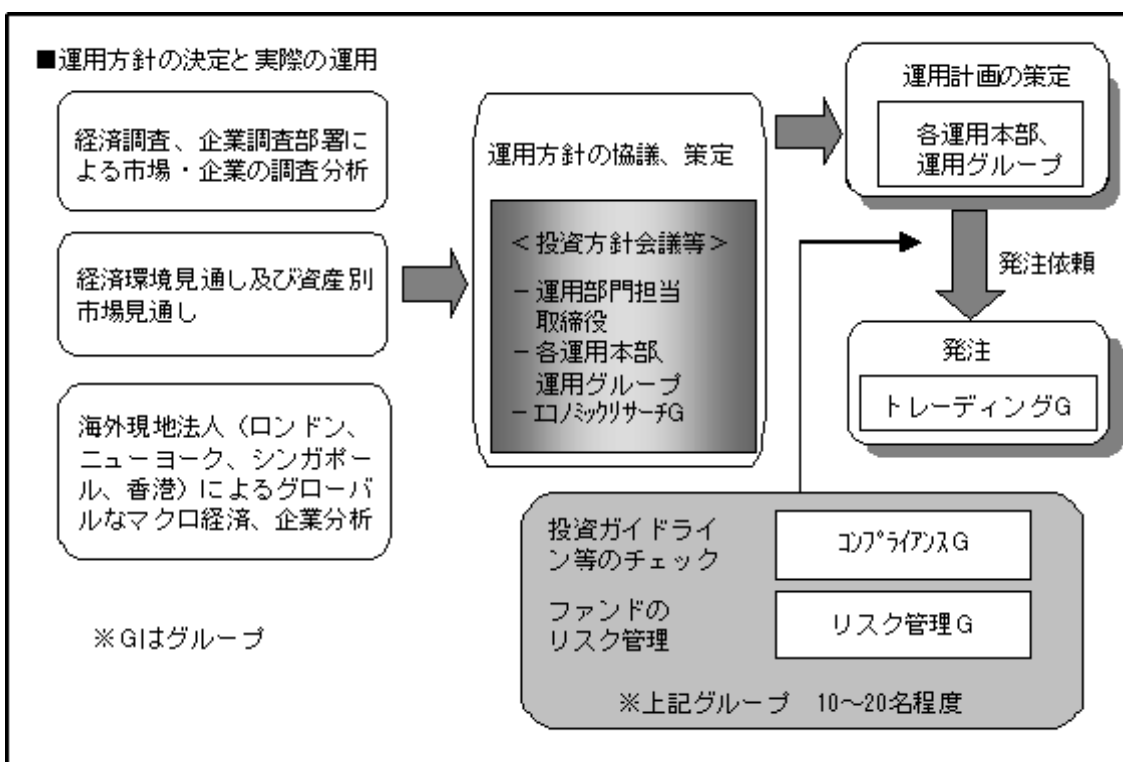 ■運用方針の決定と実際の運用
経済調査、企業調査部署に
よる市場・企業の調査分析
経済環境見通し及び資産別
市場見通し
海外現地法人（ロンドン、
ニューヨーク、シンガポー
ル、香港）によるグローバ
ルなマクロ経済、企業分析
※Gはグループ
運用方針の協議、策定
＜投資方針会議等＞
－運用部門担当
取締役
－各運用本部、
運用グループ
－ｴｺﾉﾐｯｸﾘｻｰﾁG
運用計画の策定
各運用本部、
運用グループ
発注依頼
発注
トレーディングG
投資ガイドライ
ン等のチェック
ｺﾝﾌﾟﾗｲｱﾝｽG
ファンドの
リスク管理
リスク管理G
※上記グループ　10～20名程度